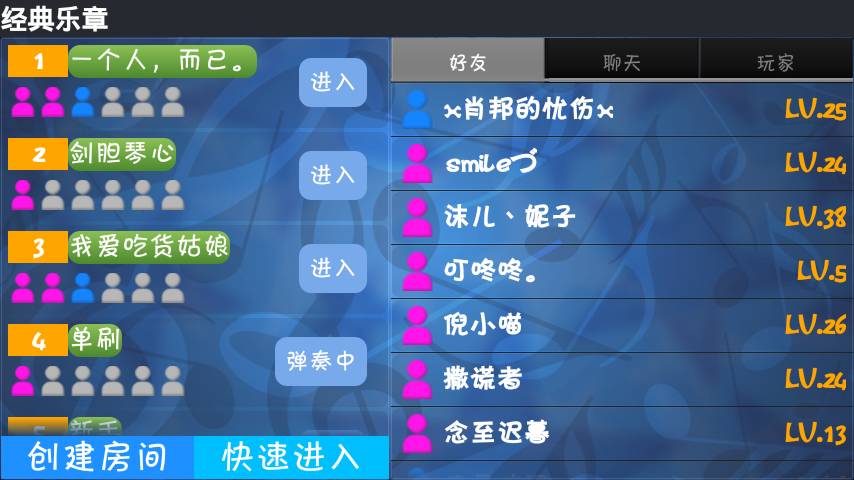 经典乐章
1 一个人，而已。
进入
2 剑胆琴心
进入
3 我爱吃货姑娘
进入
4 单刷
弹奏中
5 新手
创建房间 快速进入
好友 聊天 玩家
x肖邦的忧伤x LV.25
smileづ LV.24
沫儿、妮子 LV.38
叮咚咚。 LV.5
倪小喵 LV.26
撒谎者 LV.24
念至迟暮 LV.13